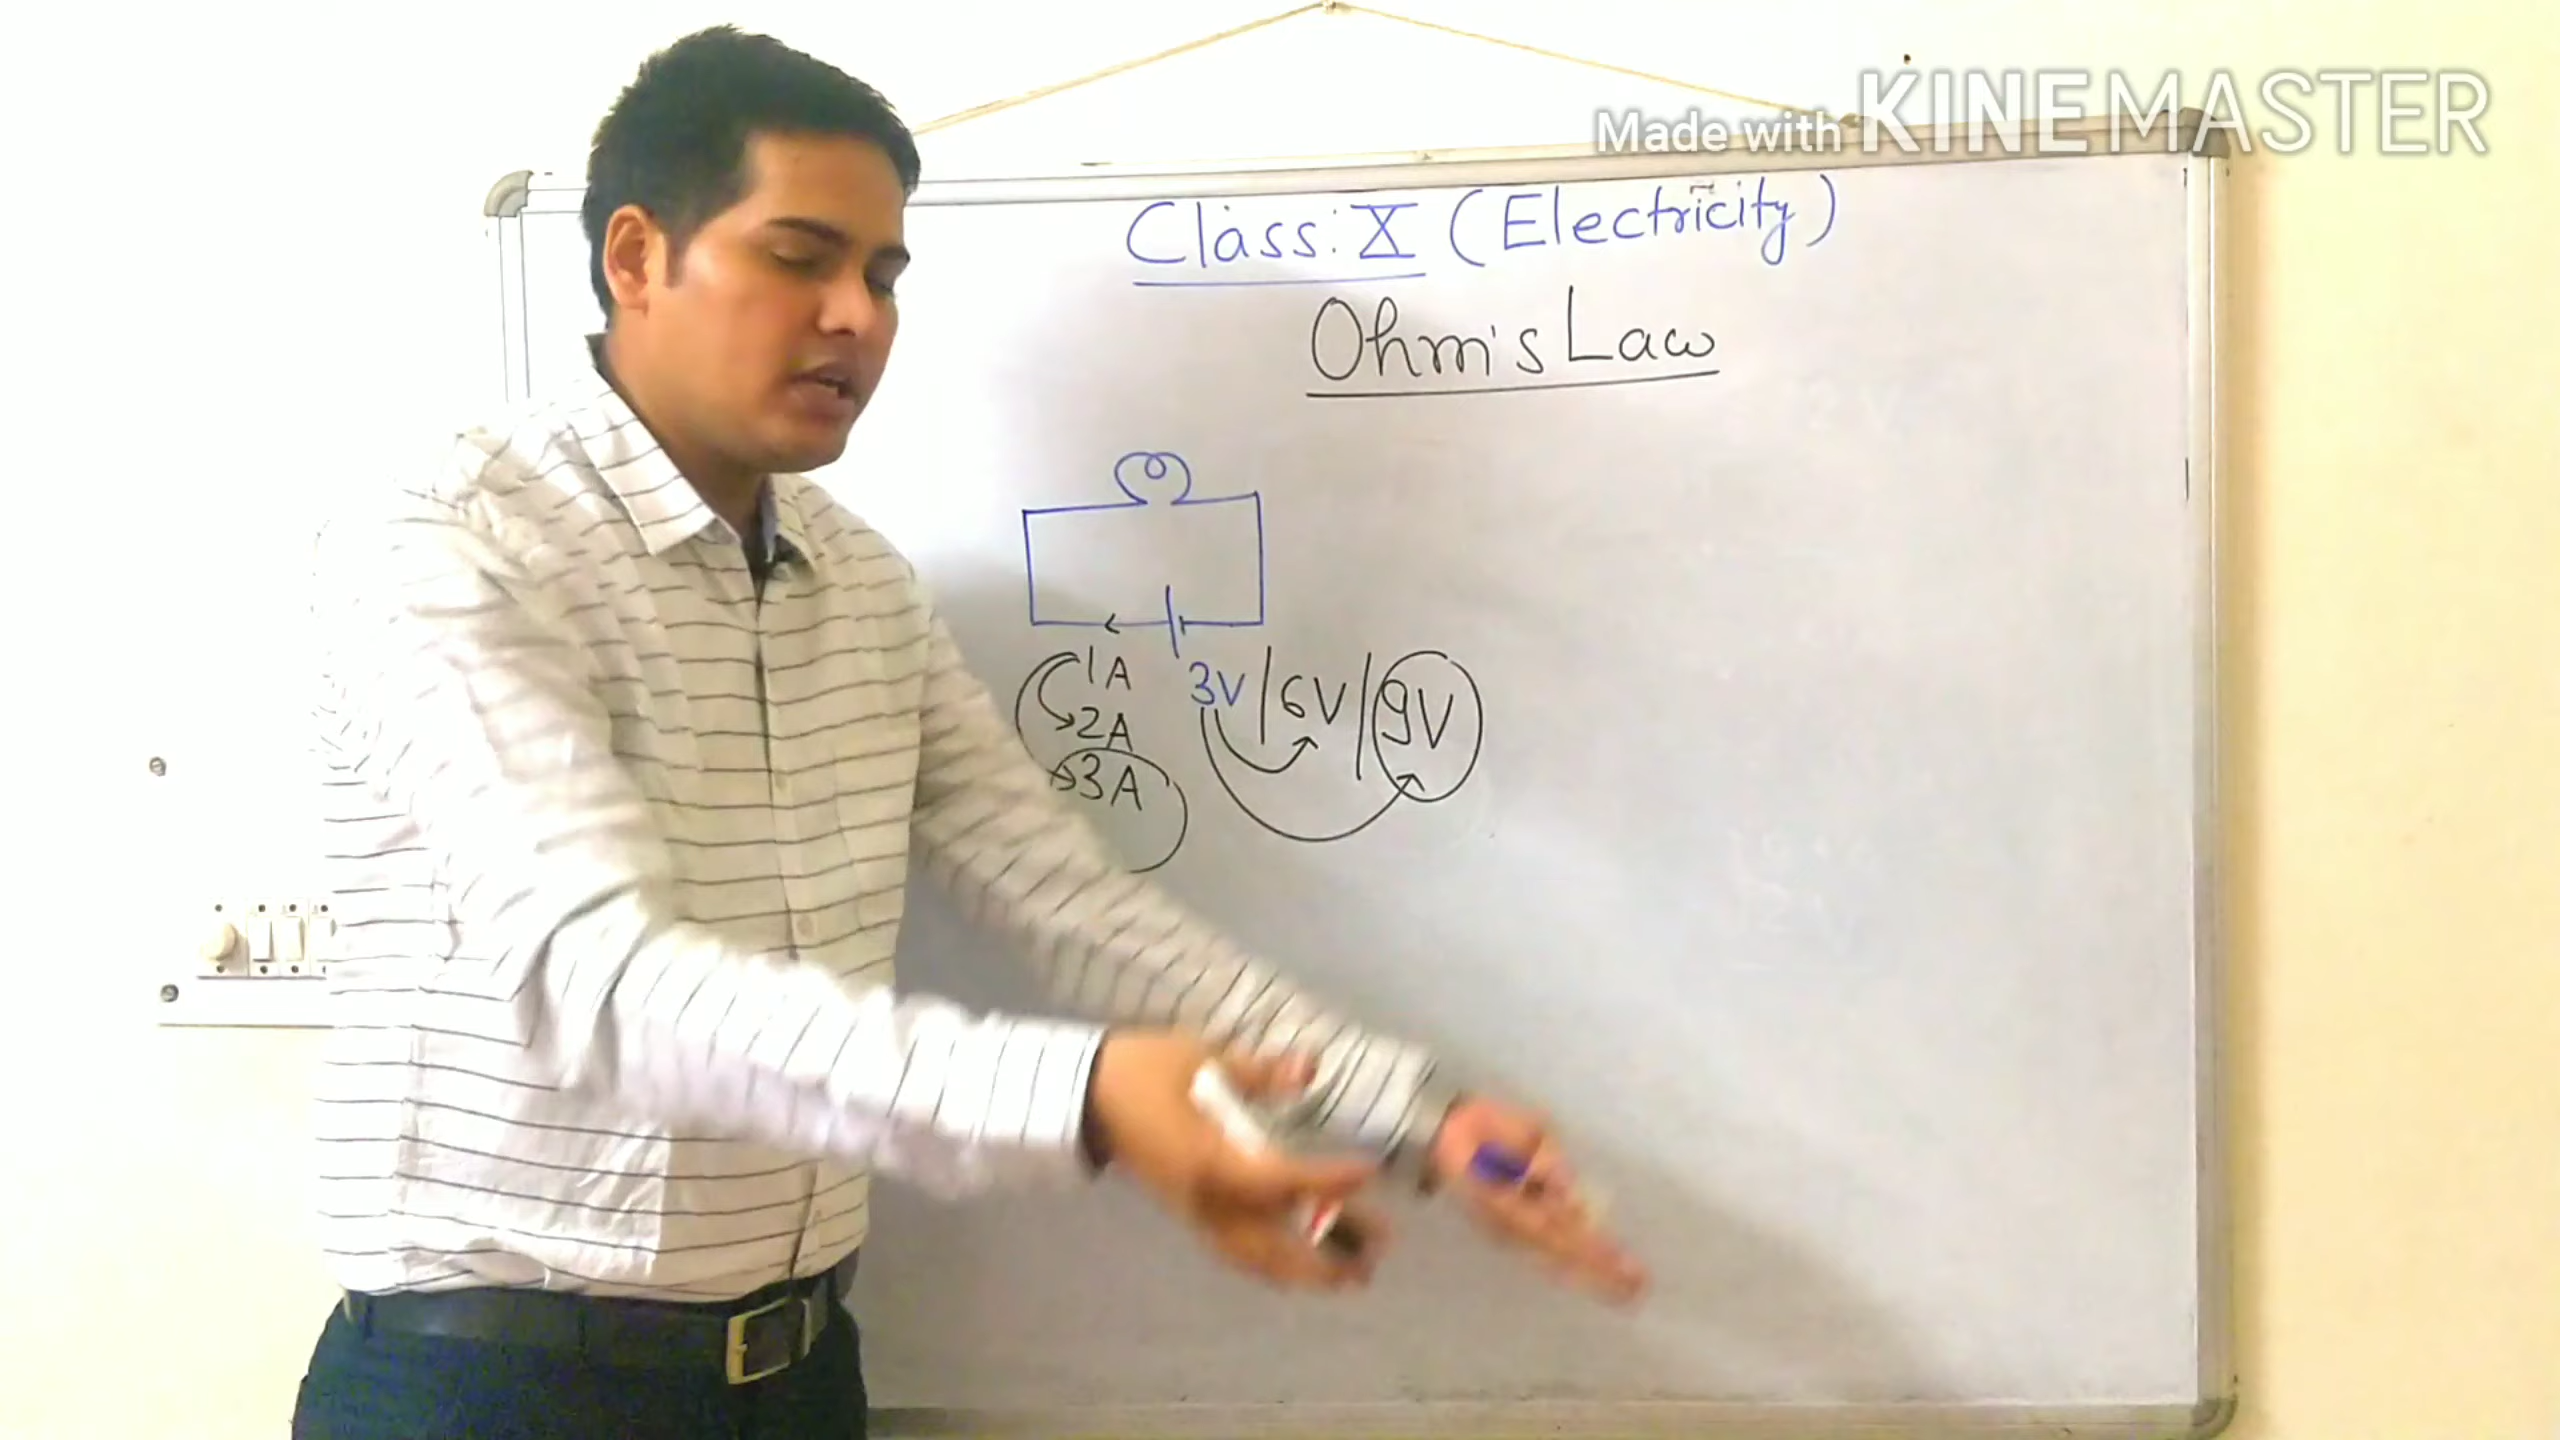 Made with KINEMASTER
Class: X (Electricity)
Ohm's Law
1A
3V / 6V / 9V
2A
3A